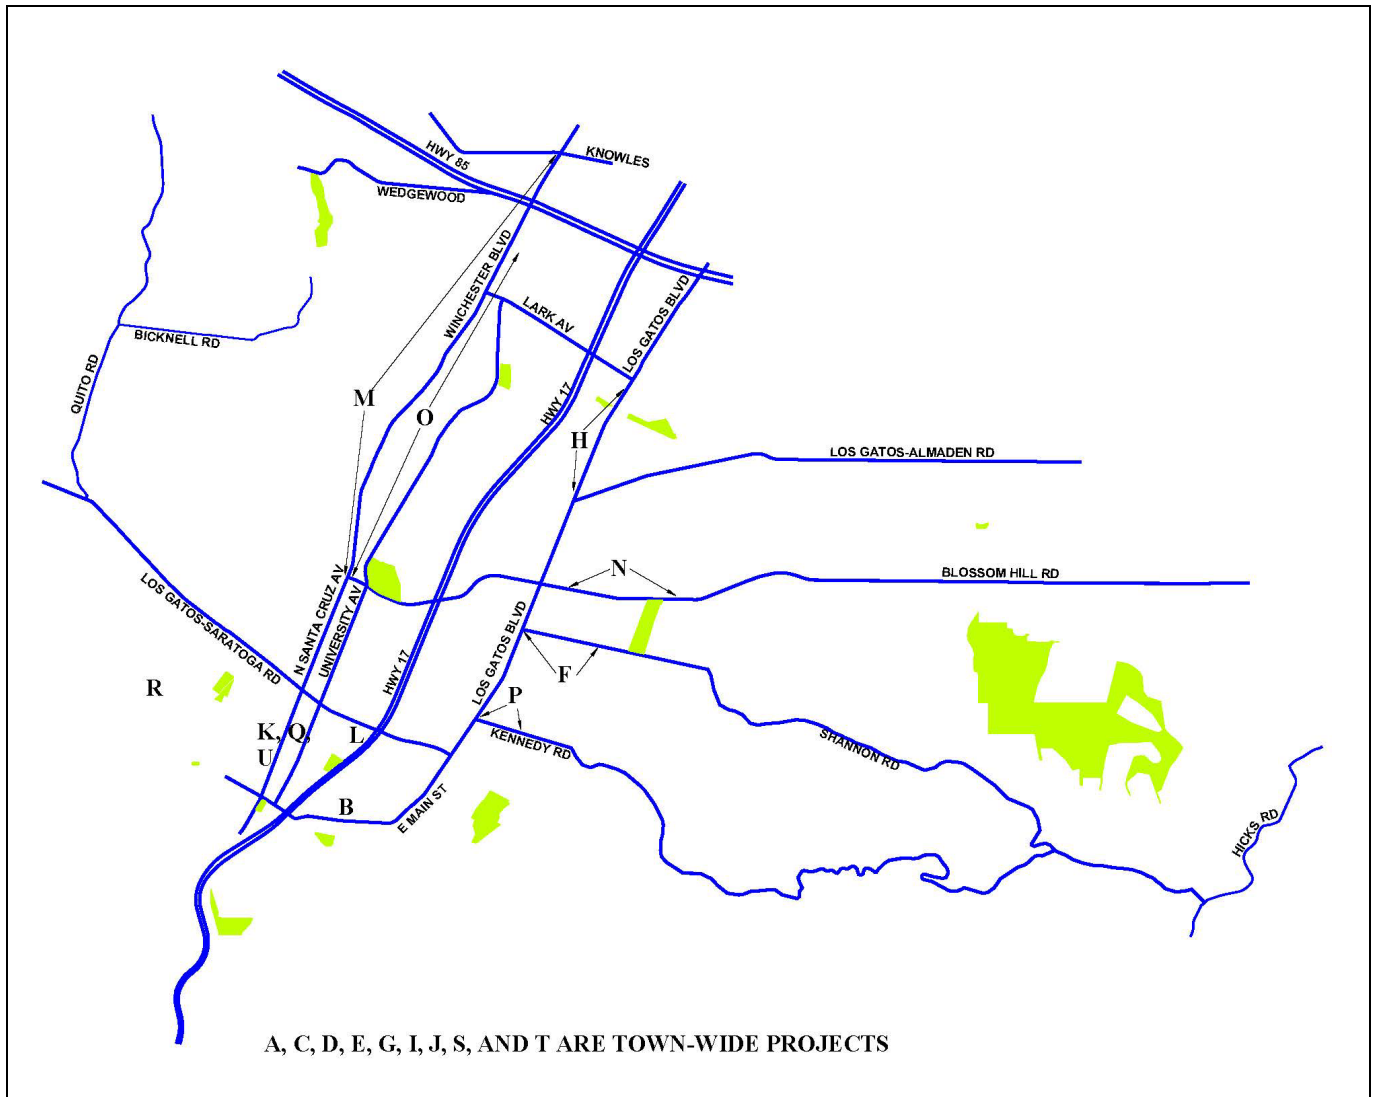 KNOWLES
HWY 85
WEDGEWOOD
WINCHESTER BLVD
LARK AV
LOS GATOS BLVD
BICKNELL RD
QUITO RD
M
O
HWY 17
H
LOS GATOS-ALMADEN RD
N
BLOSSOM HILL RD
LOS GATOS-SARATOGA RD
N SANTA CRUZ AV
UNIVERSITY AV
HWY 17
LOS GATOS BLVD
F
R
P
K, Q,
U
L
KENNEDY RD
SHANNON RD
B
E MAIN ST
HICKS RD
A, C, D, E, G, I, J, S, AND T ARE TOWN-WIDE PROJECTS